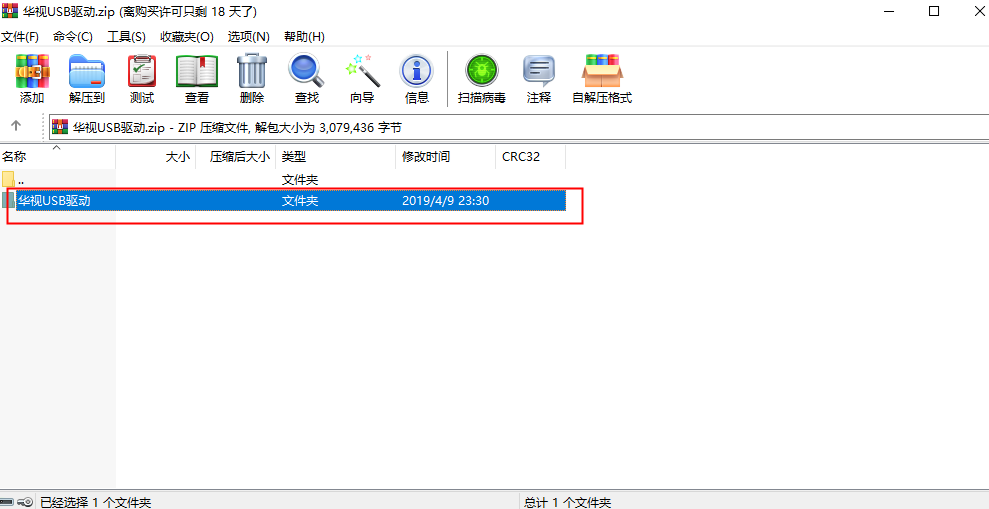 华视USB驱动.zip (离购买许可只剩 18 天了)
文件(F) 命令(C) 工具(S) 收藏夹(O) 选项(N) 帮助(H)
添加 解压到 测试 查看 删除 查找 向导 信息 扫描病毒 注释 自解压格式
华视USB驱动.zip - ZIP 压缩文件, 解包大小为 3,079,436 字节
名称 大小 压缩后大小 类型 修改时间 CRC32
.. 文件夹
华视USB驱动 文件夹 2019/4/9 23:30
已经选择 1 个文件夹 总计 1 个文件夹